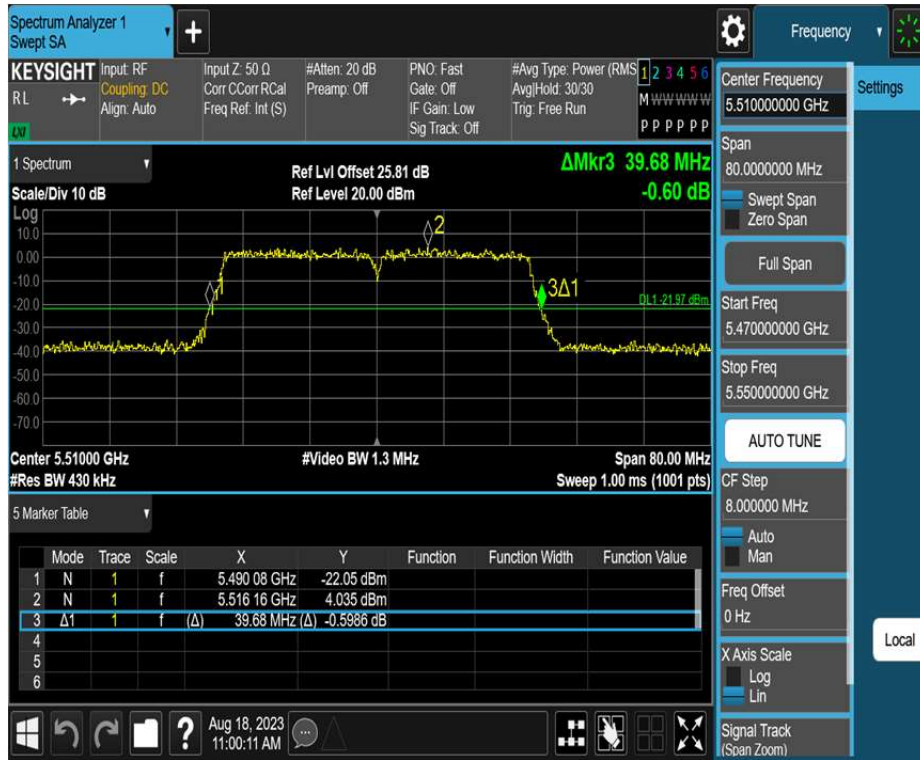 Spectrum Analyzer 1
Swept SA
+
Frequency
KEYSIGHT
RL
LXI
Input: RF
Coupling: DC
Align: Auto
Input Z: 50 Ω
Corr CCorr RCal
Freq Ref: Int (S)
#Atten: 20 dB
Preamp: Off
PNO: Fast
Gate: Off
IF Gain: Low
Sig Track: Off
#Avg Type: Power (RMS
Avg|Hold: 30/30
Trig: Free Run
1 2 3 4 5 6
M W W W W W
P P P P P P
1 Spectrum
Scale/Div 10 dB
Ref Lvl Offset 25.81 dB
Ref Level 20.00 dBm
ΔMkr3 39.68 MHz
-0.60 dB
Log
10.0
0.00
-10.0
-20.0
-30.0
-40.0
-50.0
-60.0
-70.0
2
3Δ1
DL1 -21.97 dBm
Center 5.51000 GHz
#Video BW 1.3 MHz
Span 80.00 MHz
#Res BW 430 kHz
Sweep 1.00 ms (1001 pts)
5 Marker Table
Mode Trace Scale X Y Function Function Width Function Value
1 N 1 f 5.490 08 GHz -22.05 dBm
2 N 1 f 5.516 16 GHz 4.035 dBm
3 Δ1 1 f (Δ) 39.68 MHz (Δ) -0.5986 dB
4
5
6
?
Aug 18, 2023
11:00:11 AM
Center Frequency
5.510000000 GHz
Settings
Span
80.0000000 MHz
Swept Span
Zero Span
Full Span
Start Freq
5.470000000 GHz
Stop Freq
5.550000000 GHz
AUTO TUNE
CF Step
8.000000 MHz
Auto
Man
Freq Offset
0 Hz
Local
X Axis Scale
Log
Lin
Signal Track
(Span Zoom)